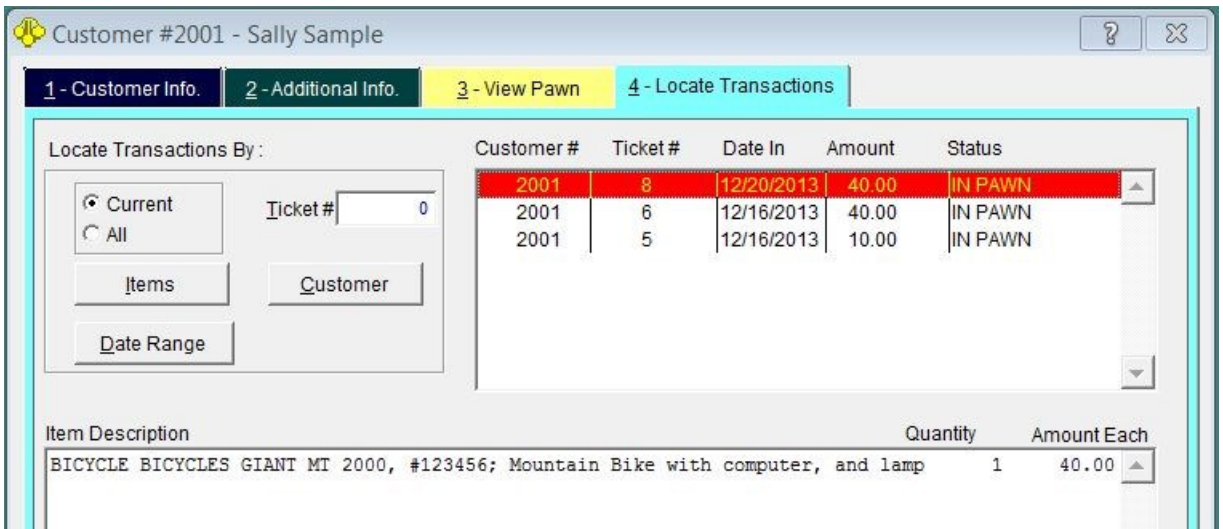 Customer #2001 - Sally Sample
1 - Customer Info. 2 - Additional Info. 3 - View Pawn 4 - Locate Transactions
Locate Transactions By :
Current
All
Ticket # 0
Items Customer
Date Range
Customer # Ticket # Date In Amount Status
2001 8 12/20/2013 40.00 IN PAWN
2001 6 12/16/2013 40.00 IN PAWN
2001 5 12/16/2013 10.00 IN PAWN
Item Description Quantity Amount Each
BICYCLE BICYCLES GIANT MT 2000, #123456; Mountain Bike with computer, and lamp 1 40.00